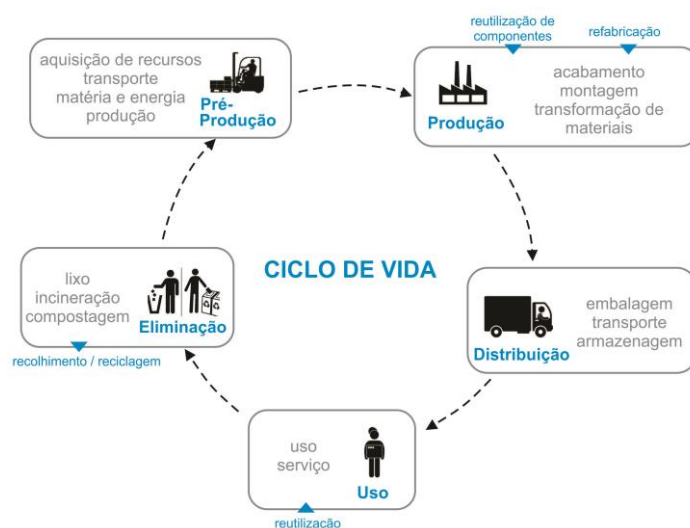 aquisição de recursos
transporte
matéria e energia
produção
Pré-
Produção
reutilização de
componentes
refabricação
Produção
acabamento
montagem
transformação de
materiais
CICLO DE VIDA
lixo
incineração
compostagem
Eliminação
recolhimento / reciclagem
Distribuição
embalagem
transporte
armazenagem
uso
serviço
Uso
reutilização